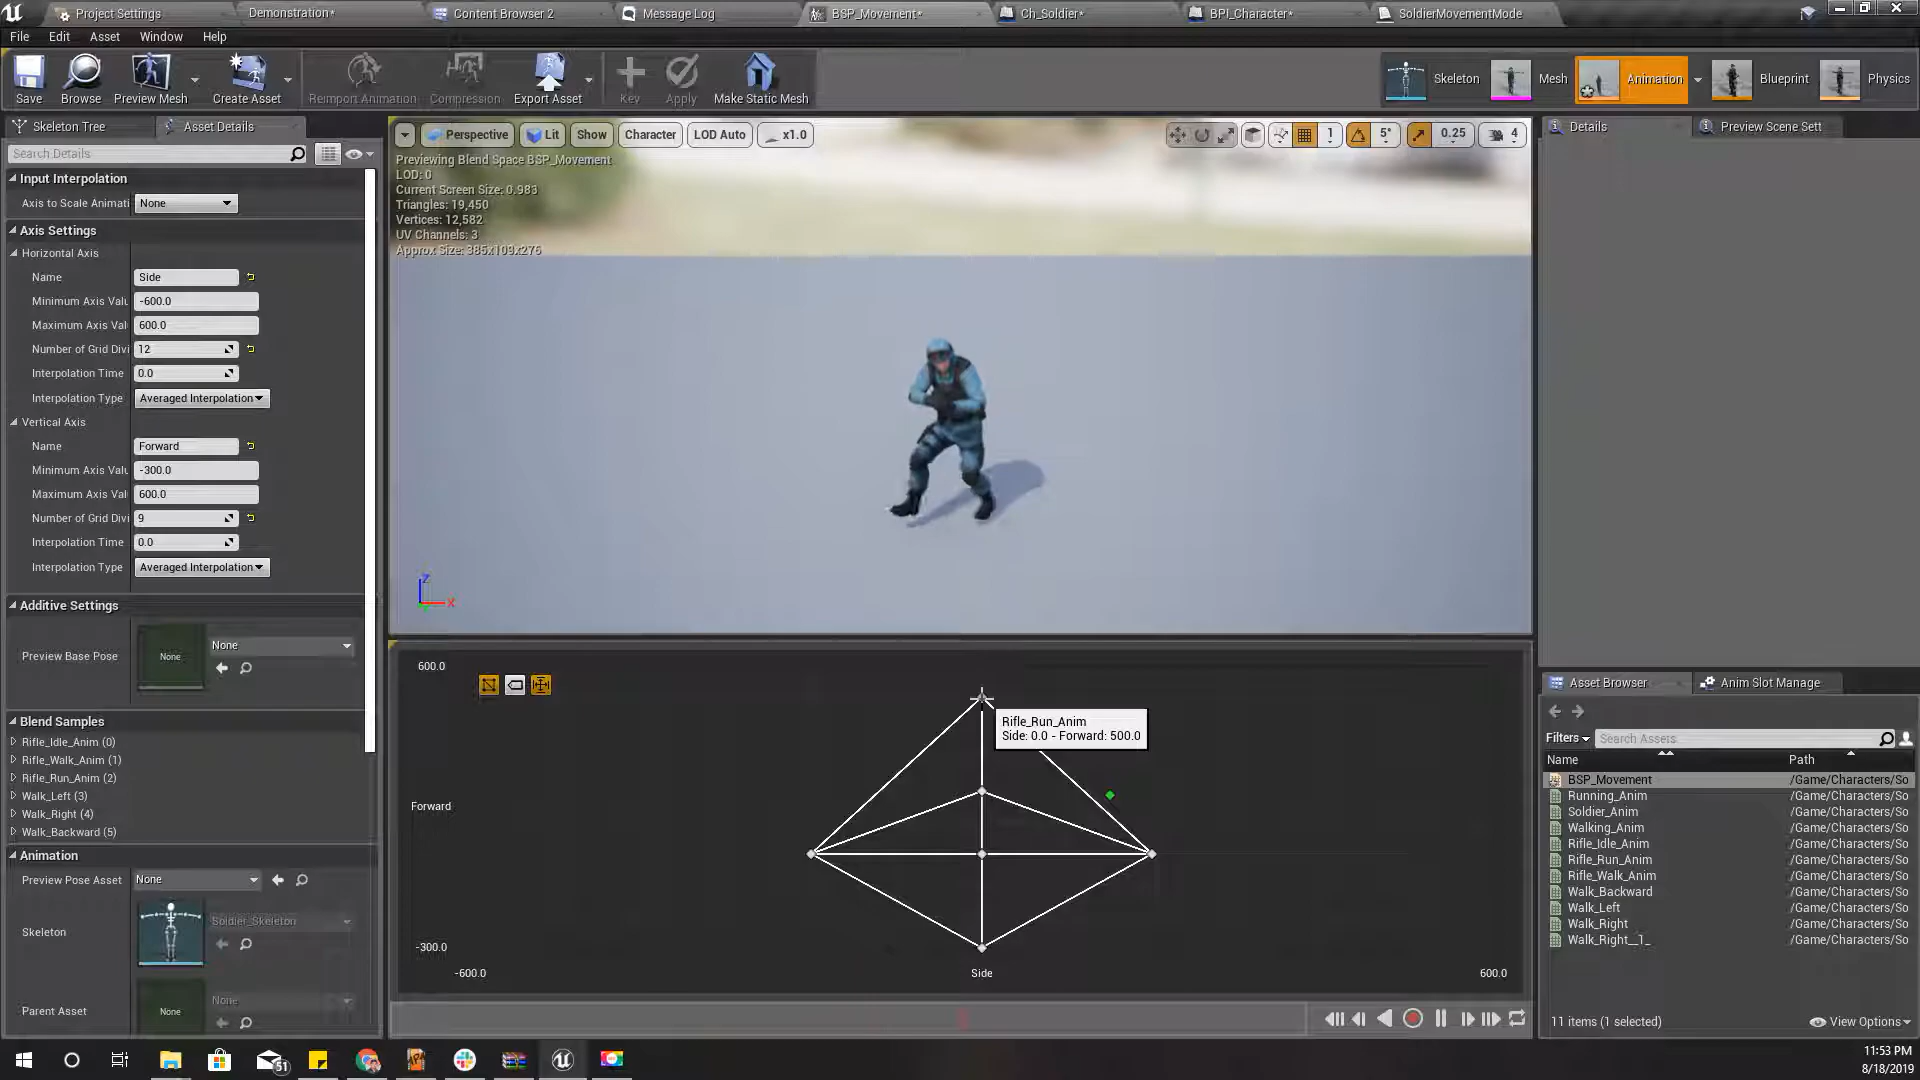 Project Settings
Demonstration*
Content Browser 2
Message Log
BSP_Movement*
Ch_Soldier*
BPI_Character*
SoldierMovementMode
File Edit Asset Window Help
Save
Browse
Preview Mesh
Create Asset
Reimport Animation
Compression
Export Asset
Key
Apply
Make Static Mesh
Skeleton
Mesh
Animation
Blueprint
Physics
Skeleton Tree
Asset Details
Search Details
Input Interpolation
Axis to Scale Animati None
Axis Settings
Horizontal Axis
Name Side
Minimum Axis Valu -600.0
Maximum Axis Val 600.0
Number of Grid Divi 12
Interpolation Time 0.0
Interpolation Type Averaged Interpolation
Vertical Axis
Name Forward
Minimum Axis Valu -300.0
Maximum Axis Val 600.0
Number of Grid Divi 9
Interpolation Time 0.0
Interpolation Type Averaged Interpolation
Additive Settings
Preview Base Pose None None
Blend Samples
Rifle_Idle_Anim (0)
Rifle_Walk_Anim (1)
Rifle_Run_Anim (2)
Walk_Left (3)
Walk_Right (4)
Walk_Backward (5)
Animation
Preview Pose Asset None
Skeleton Soldier_Skeleton
Parent Asset None None
Perspective Lit Show Character LOD Auto x1.0
1 5° 0.25 4
Previewing Blend Space BSP_Movement
LOD: 0
Current Screen Size: 0.983
Triangles: 19,450
Vertices: 12,582
UV Channels: 3
Approx Size: 385x109x276
Z
X
600.0
Rifle_Run_Anim
Side: 0.0 - Forward: 500.0
Forward
-300.0
-600.0 Side 600.0
Details
Preview Scene Sett
Asset Browser
Anim Slot Manage
Filters Search Assets
Name Path
BSP_Movement /Game/Characters/So
Running_Anim /Game/Characters/So
Soldier_Anim /Game/Characters/So
Walking_Anim /Game/Characters/So
Rifle_Idle_Anim /Game/Characters/So
Rifle_Run_Anim /Game/Characters/So
Rifle_Walk_Anim /Game/Characters/So
Walk_Backward /Game/Characters/So
Walk_Left /Game/Characters/So
Walk_Right /Game/Characters/So
Walk_Right__1_ /Game/Characters/So
11 items (1 selected) View Options
51
11:53 PM
8/18/2019